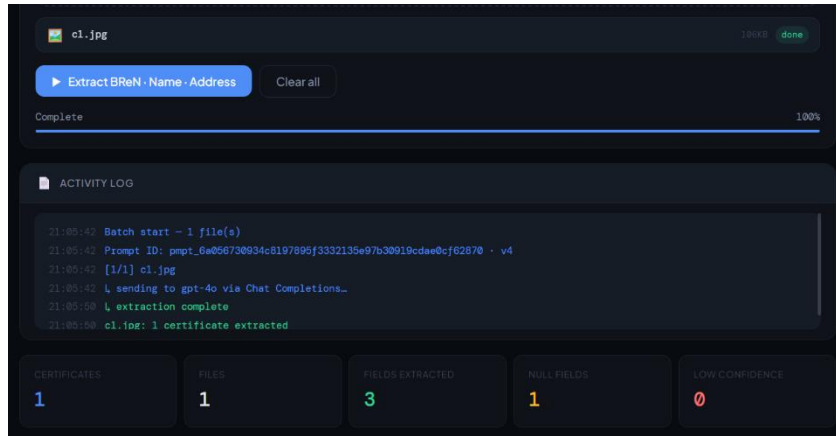 c1.jpg 106KB done
▶ Extract BReN · Name · Address Clear all
Complete 100%
ACTIVITY LOG
21:05:42 Batch start — 1 file(s)
21:05:42 Prompt ID: pmpt_6a056730934c8197895f3332135e97b30919cdae0cf62870 · v4
21:05:42 [1/1] c1.jpg
21:05:42 ↳ sending to gpt-4o via Chat Completions…
21:05:50 ↳ extraction complete
21:05:50 c1.jpg: 1 certificate extracted
CERTIFICATES FILES FIELDS EXTRACTED NULL FIELDS LOW CONFIDENCE
1 1 3 1 0